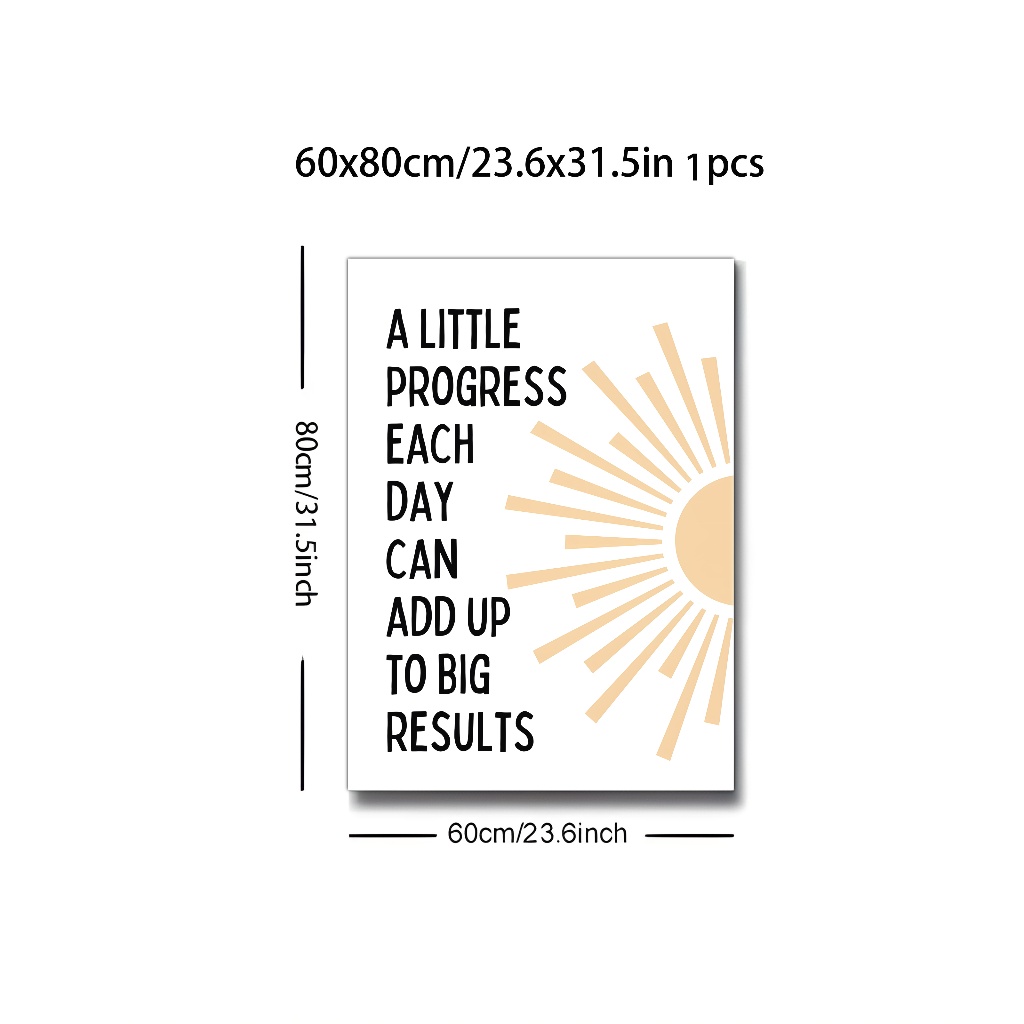 60x80cm/23.6x31.5in 1pcs
A LITTLE
PROGRESS
EACH
DAY
CAN
ADD UP
TO BIG
RESULTS
80cm/31.5inch
60cm/23.6inch